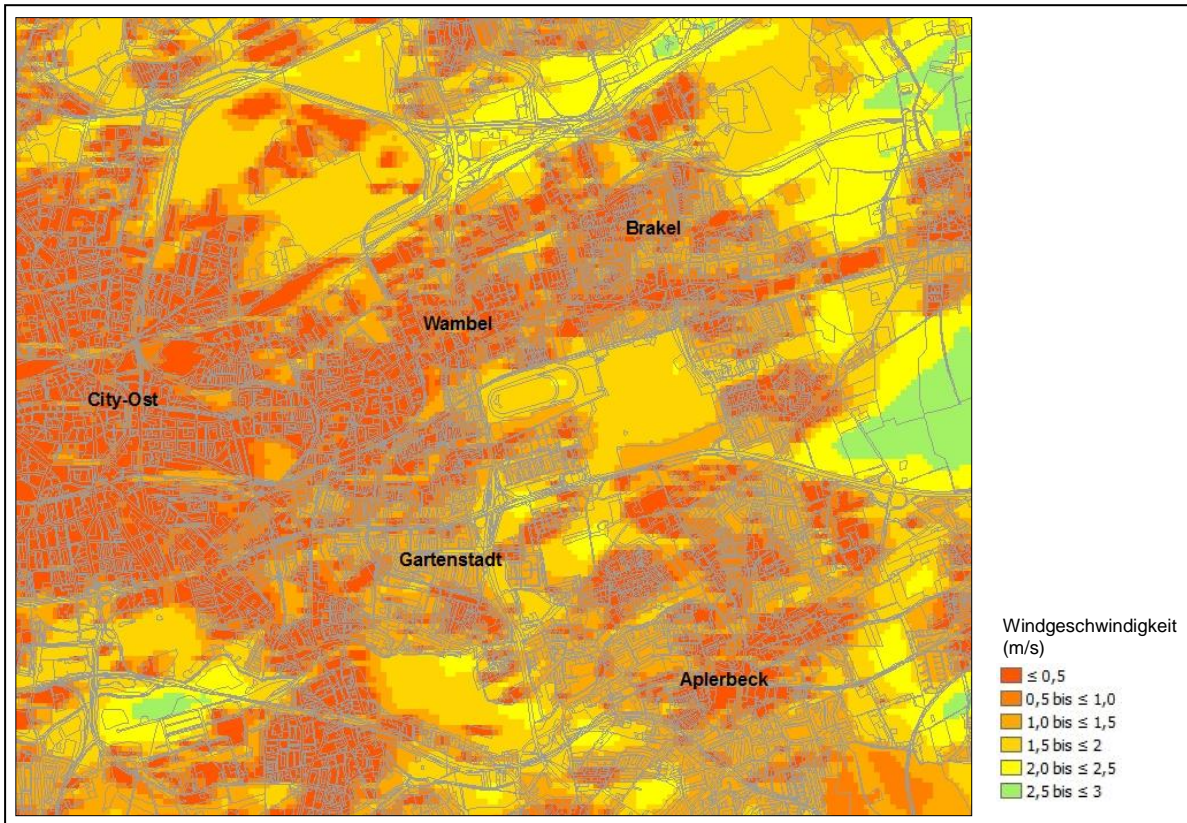 Brakel
Wambel
City-Ost
Gartenstadt
Aplerbeck
Windgeschwindigkeit
(m/s)
≤ 0,5
0,5 bis ≤ 1,0
1,0 bis ≤ 1,5
1,5 bis ≤ 2
2,0 bis ≤ 2,5
2,5 bis ≤ 3